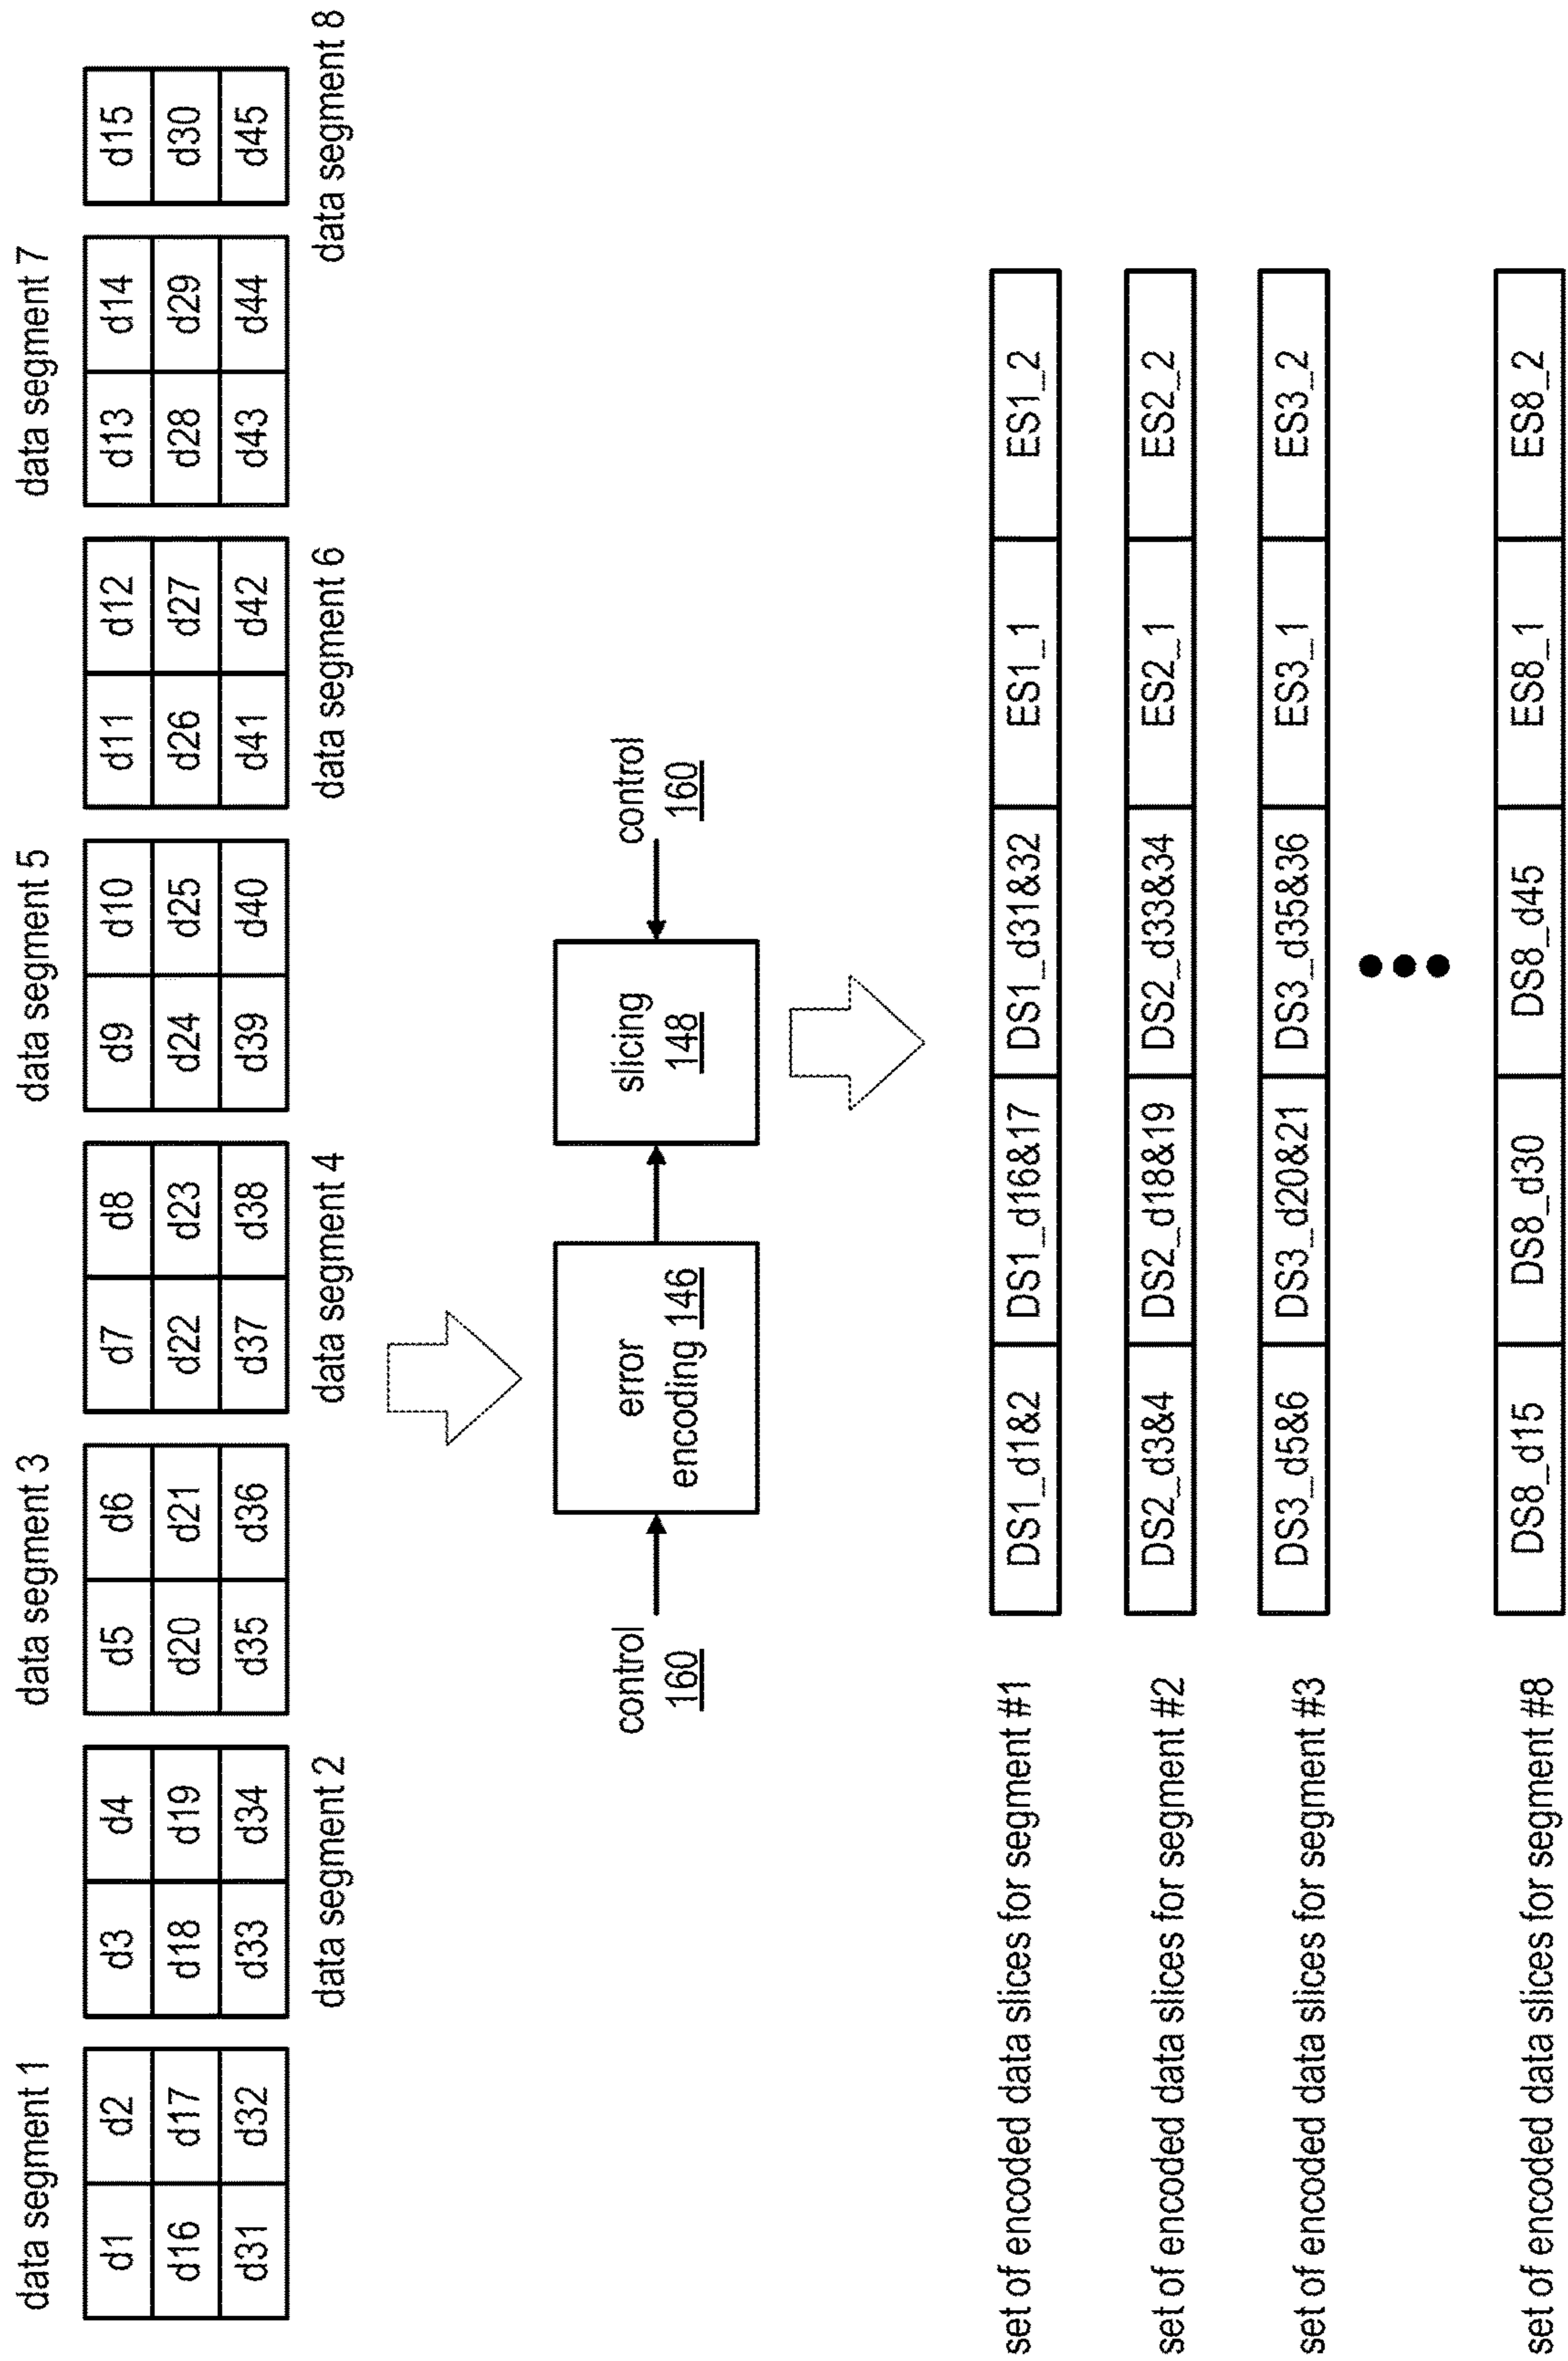 data segment 1
data segment 3
data segment 5
data segment 7
d1 d2 d3 d4 d5 d6 d7 d8 d9 d10 d11 d12 d13 d14 d15
d16 d17 d18 d19 d20 d21 d22 d23 d24 d25 d26 d27 d28 d29 d30
d31 d32 d33 d34 d35 d36 d37 d38 d39 d40 d41 d42 d43 d44 d45
data segment 2
data segment 4
data segment 6
data segment 8
control
160
error
encoding 146
slicing
148
control
160
set of encoded data slices for segment #1
DS1_d1&2 DS1_d16&17 DS1_d31&32 ES1_1 ES1_2
set of encoded data slices for segment #2
DS2_d3&4 DS2_d18&19 DS2_d33&34 ES2_1 ES2_2
set of encoded data slices for segment #3
DS3_d5&6 DS3_d20&21 DS3_d35&36 ES3_1 ES3_2
set of encoded data slices for segment #8
DS8_d15 DS8_d30 DS8_d45 ES8_1 ES8_2